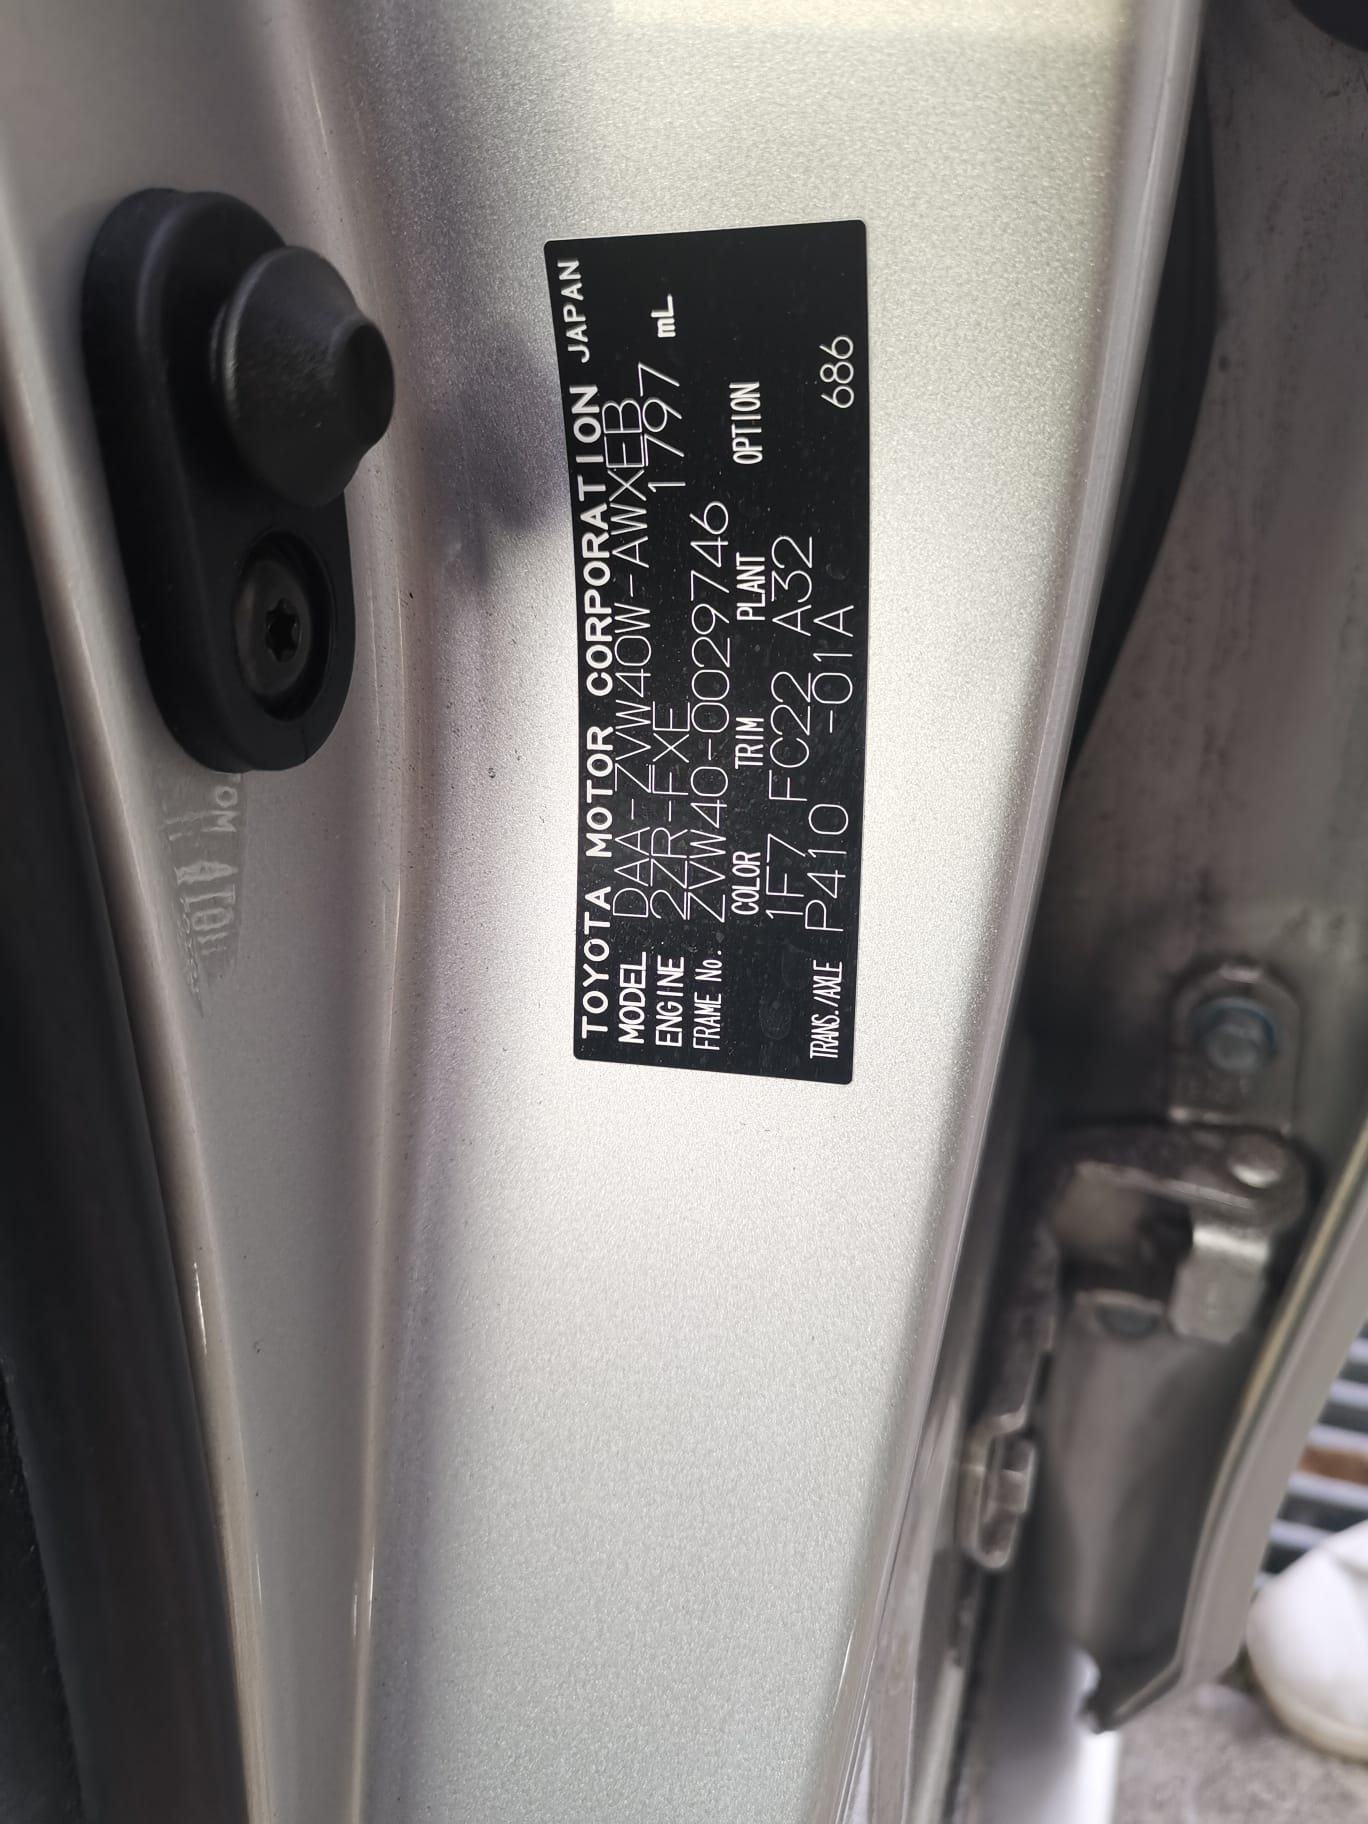 TOYOTA MOTOR CORPORATION JAPAN
MODEL DAA-ZVW40W-AWXEB
ENGINE 2ZR-FXE 1797 mL
FRAME No. ZVW40-0029746
COLOR TRIM PLANT OPTION
1F7 FC22 A32
TRANS./AXLE P410 -01A 686